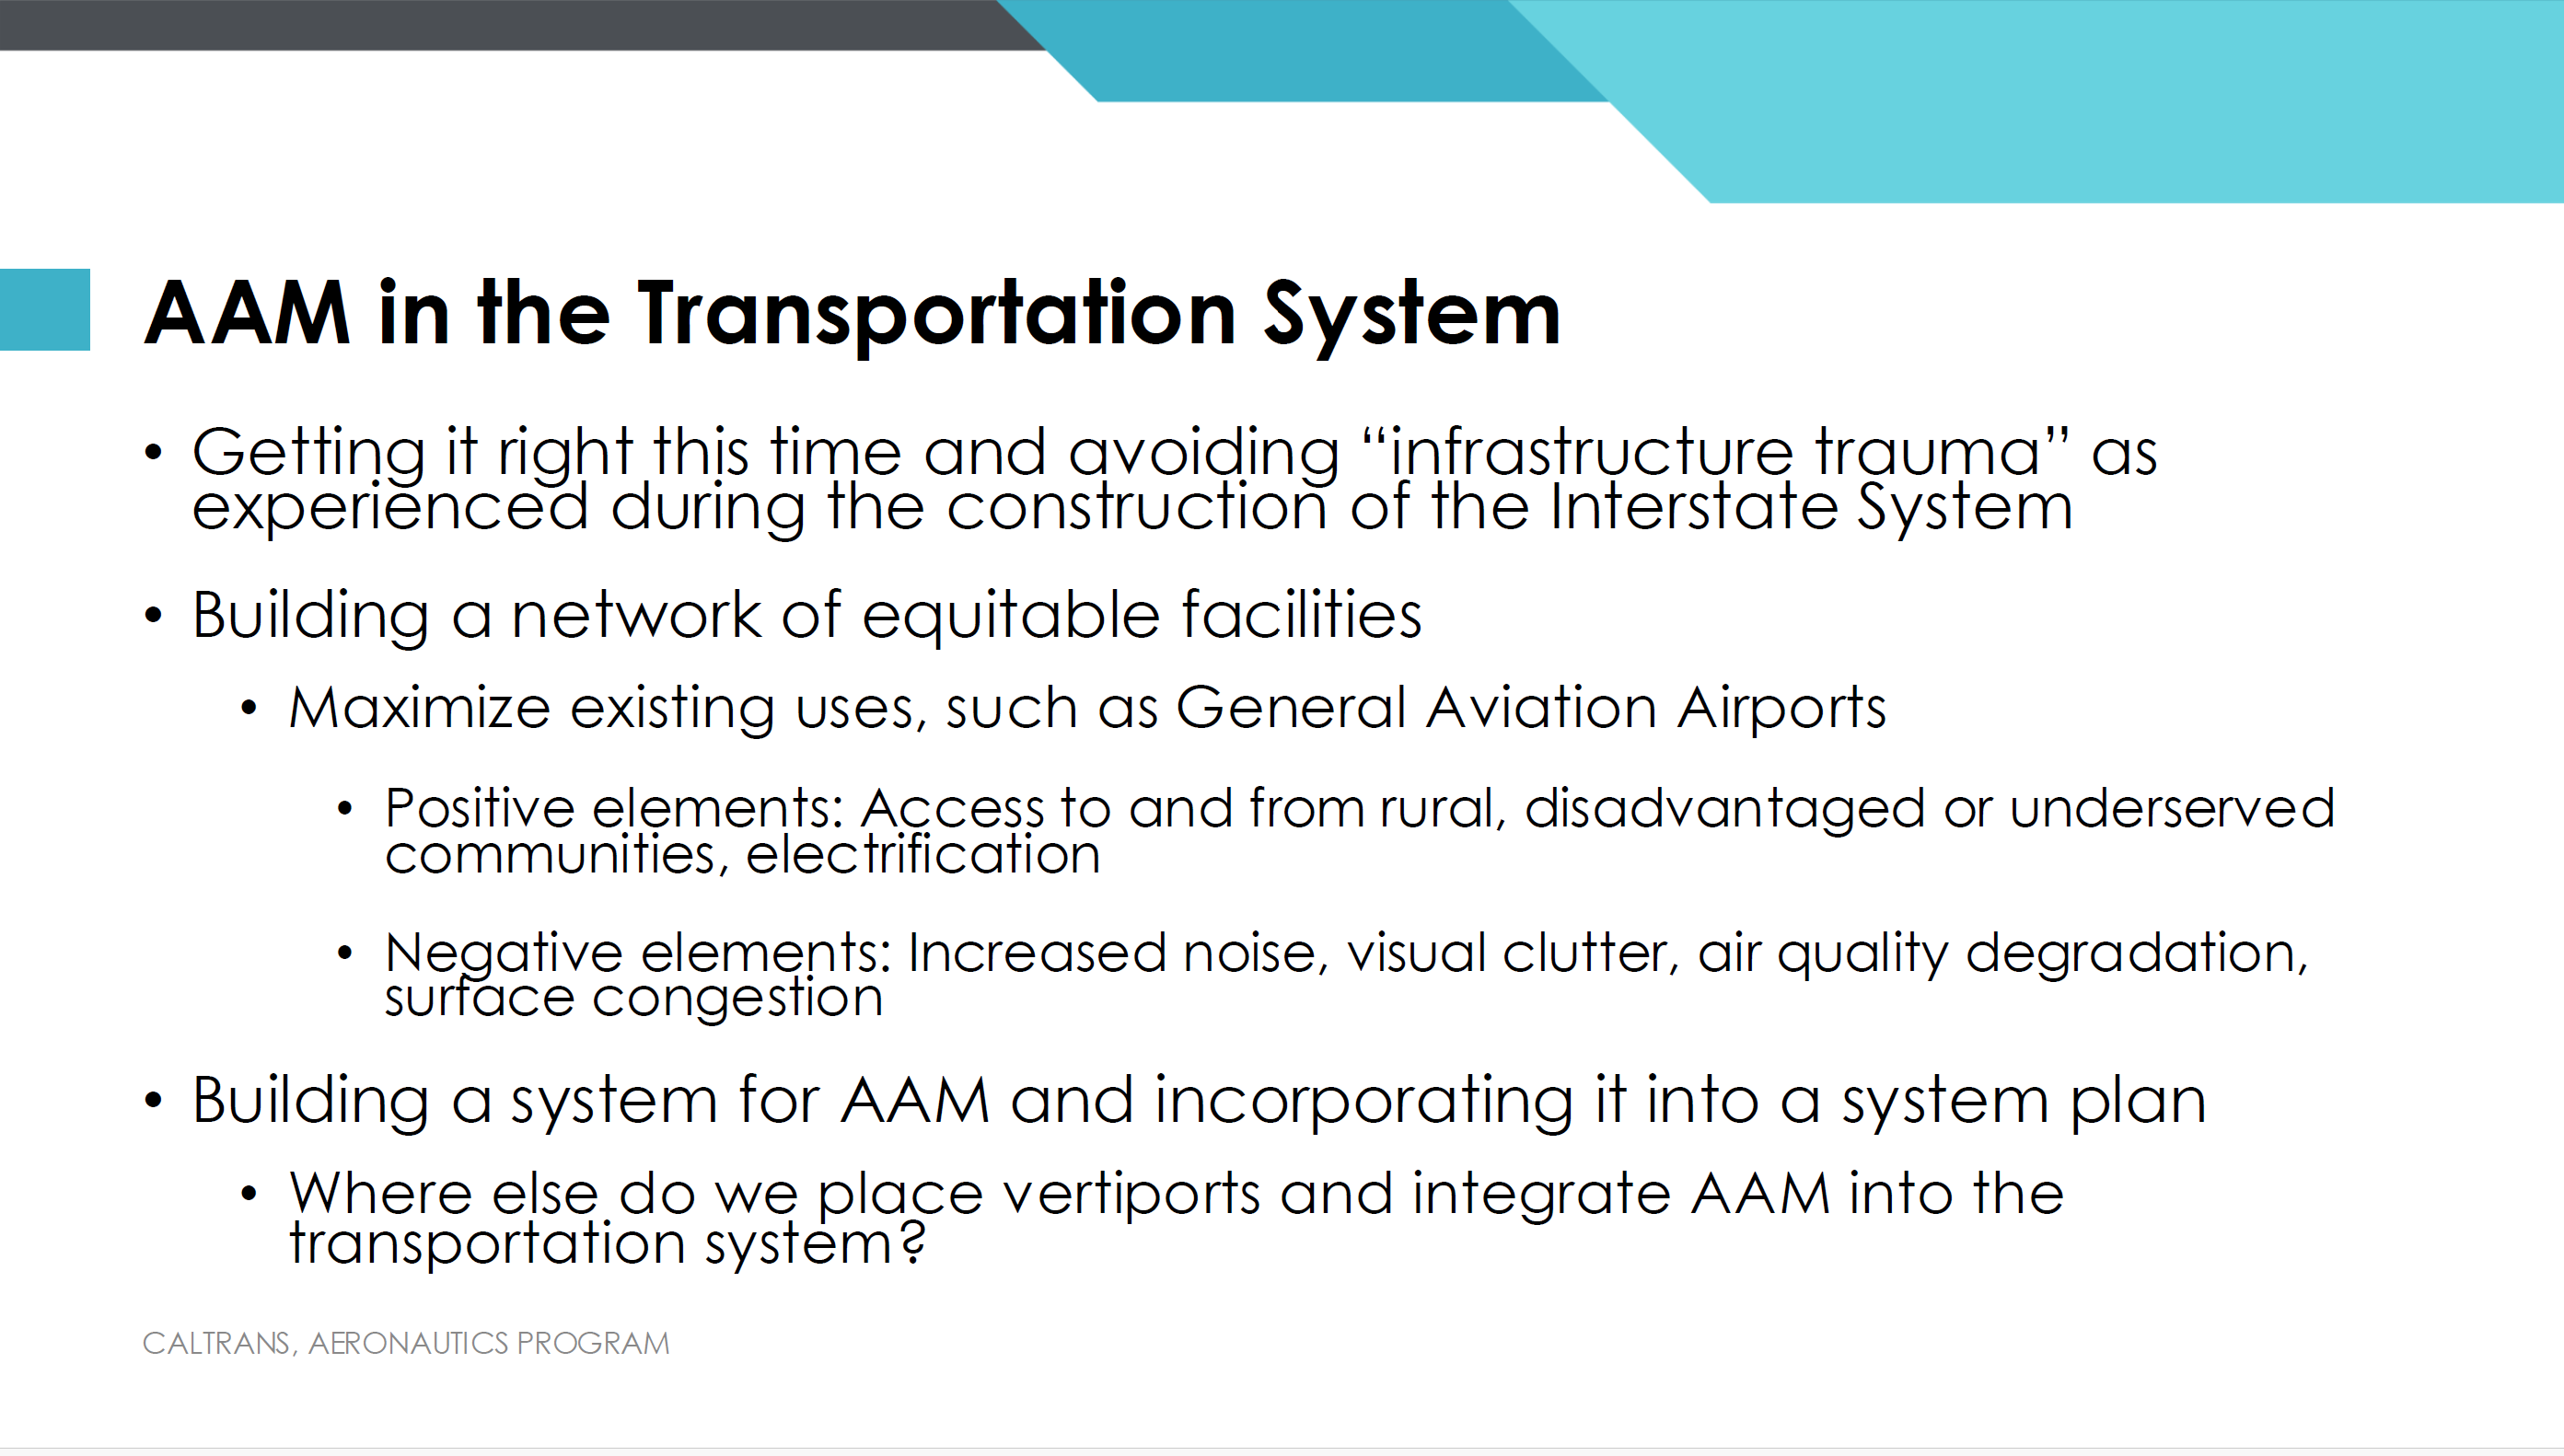 AAM in the Transportation System
• Getting it right this time and avoiding “infrastructure trauma” as
experienced during the construction of the Interstate System
• Building a network of equitable facilities
• Maximize existing uses, such as General Aviation Airports
• Positive elements: Access to and from rural, disadvantaged or underserved
communities, electrification
• Negative elements: Increased noise, visual clutter, air quality degradation,
surface congestion
• Building a system for AAM and incorporating it into a system plan
• Where else do we place vertiports and integrate AAM into the
transportation system?
CALTRANS, AERONAUTICS PROGRAM